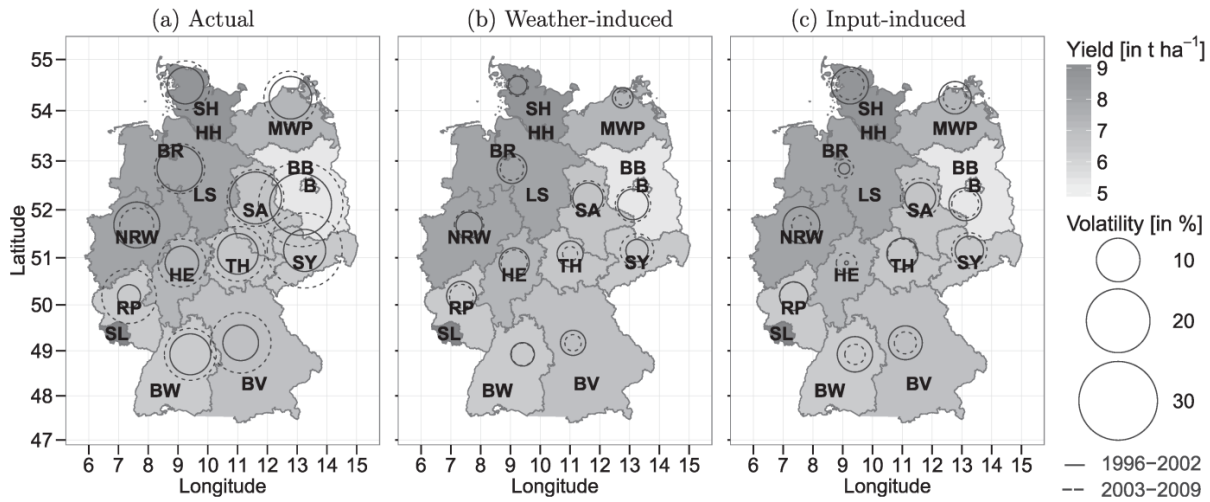 (a) Actual
(b) Weather-induced
(c) Input-induced
Latitude
55
54
53
52
51
50
49
48
47
SH
HH
MWP
BR
BB
B
LS
SA
NRW
HE
TH
SY
RP
SL
BW
BV
6 7 8 9 10 11 12 13 14 15
Longitude
SH
HH
MWP
BR
BB
B
LS
SA
NRW
HE
TH
SY
RP
SL
BW
BV
6 7 8 9 10 11 12 13 14 15
Longitude
SH
HH
MWP
BR
BB
B
LS
SA
NRW
HE
TH
SY
RP
SL
BW
BV
6 7 8 9 10 11 12 13 14 15
Longitude
Yield [in t ha⁻¹]
9
8
7
6
5
Volatility [in %]
10
20
30
1996−2002
2003−2009